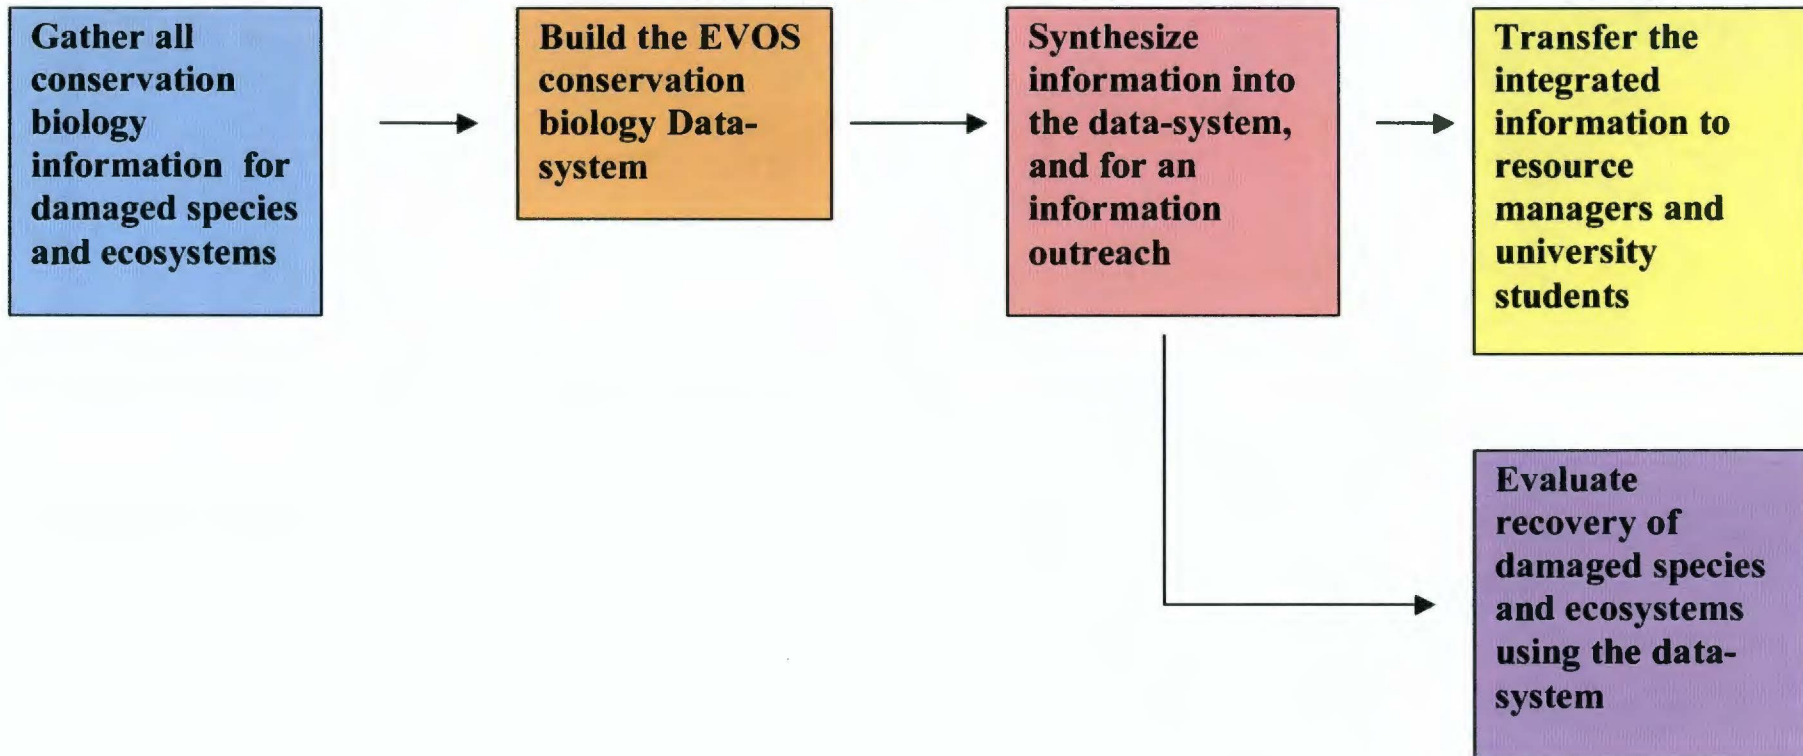 Gather all
conservation
biology
information for
damaged species
and ecosystems
Build the EVOS
conservation
biology Data-
system
Synthesize
information into
the data-system,
and for an
information
outreach
Transfer the
integrated
information to
resource
managers and
university
students
Evaluate
recovery of
damaged species
and ecosystems
using the data-
system